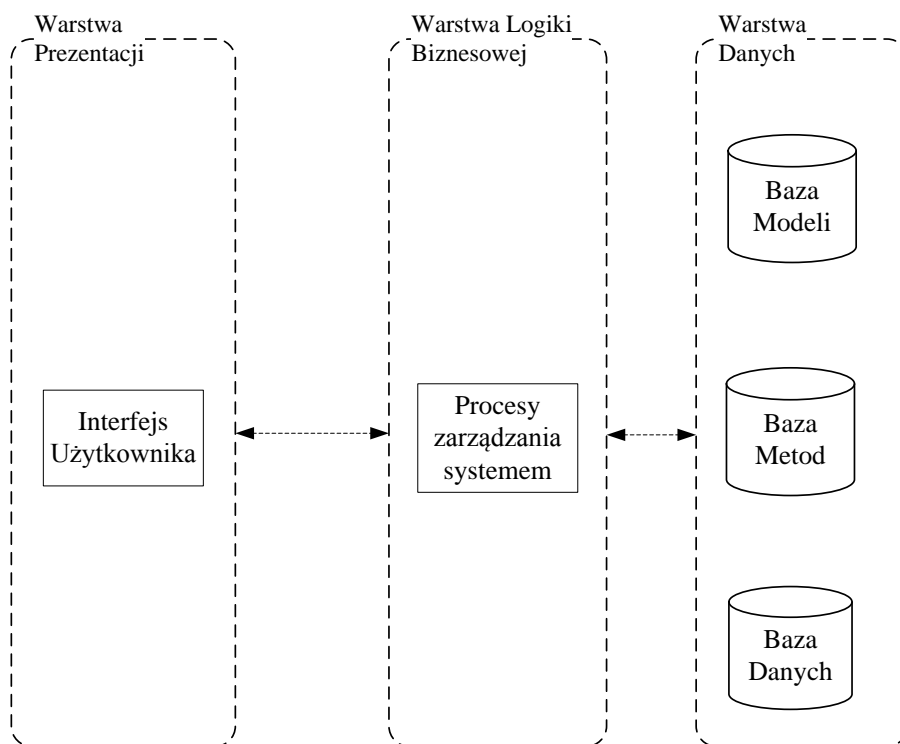 Warstwa
Prezentacji
Warstwa Logiki
Biznesowej
Warstwa
Danych
Baza
Modeli
Interfejs
Użytkownika
Procesy
zarządzania
systemem
Baza
Metod
Baza
Danych